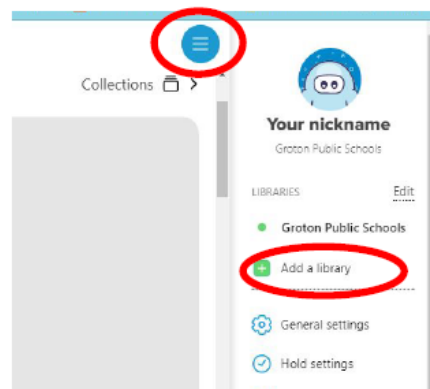 Collections
Your nickname
Groton Public Schools
LIBRARIES Edit
Groton Public Schools
Add a library
General settings
Hold settings